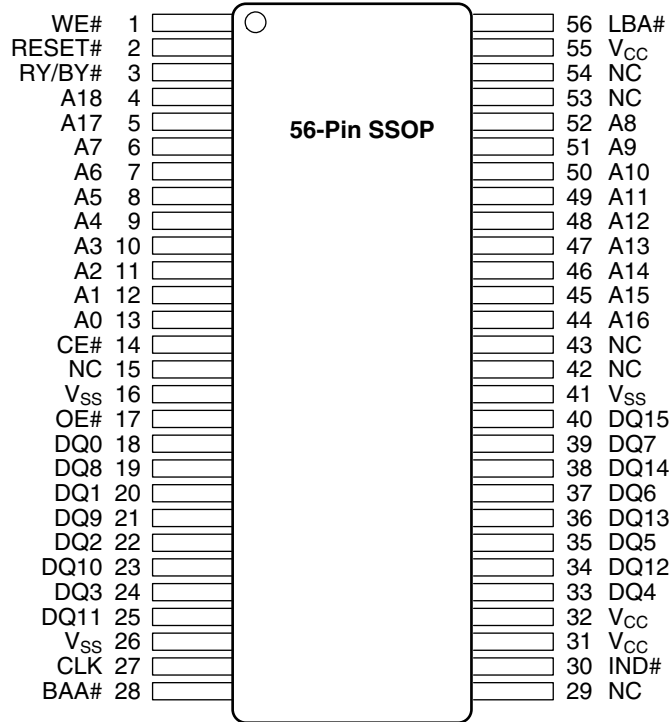 WE# 1
RESET# 2
RY/BY# 3
A18 4
A17 5
A7 6
A6 7
A5 8
A4 9
A3 10
A2 11
A1 12
A0 13
CE# 14
NC 15
VSS 16
OE# 17
DQ0 18
DQ8 19
DQ1 20
DQ9 21
DQ2 22
DQ10 23
DQ3 24
DQ11 25
VSS 26
CLK 27
BAA# 28
56-Pin SSOP
56 LBA#
55 VCC
54 NC
53 NC
52 A8
51 A9
50 A10
49 A11
48 A12
47 A13
46 A14
45 A15
44 A16
43 NC
42 NC
41 VSS
40 DQ15
39 DQ7
38 DQ14
37 DQ6
36 DQ13
35 DQ5
34 DQ12
33 DQ4
32 VCC
31 VCC
30 IND#
29 NC